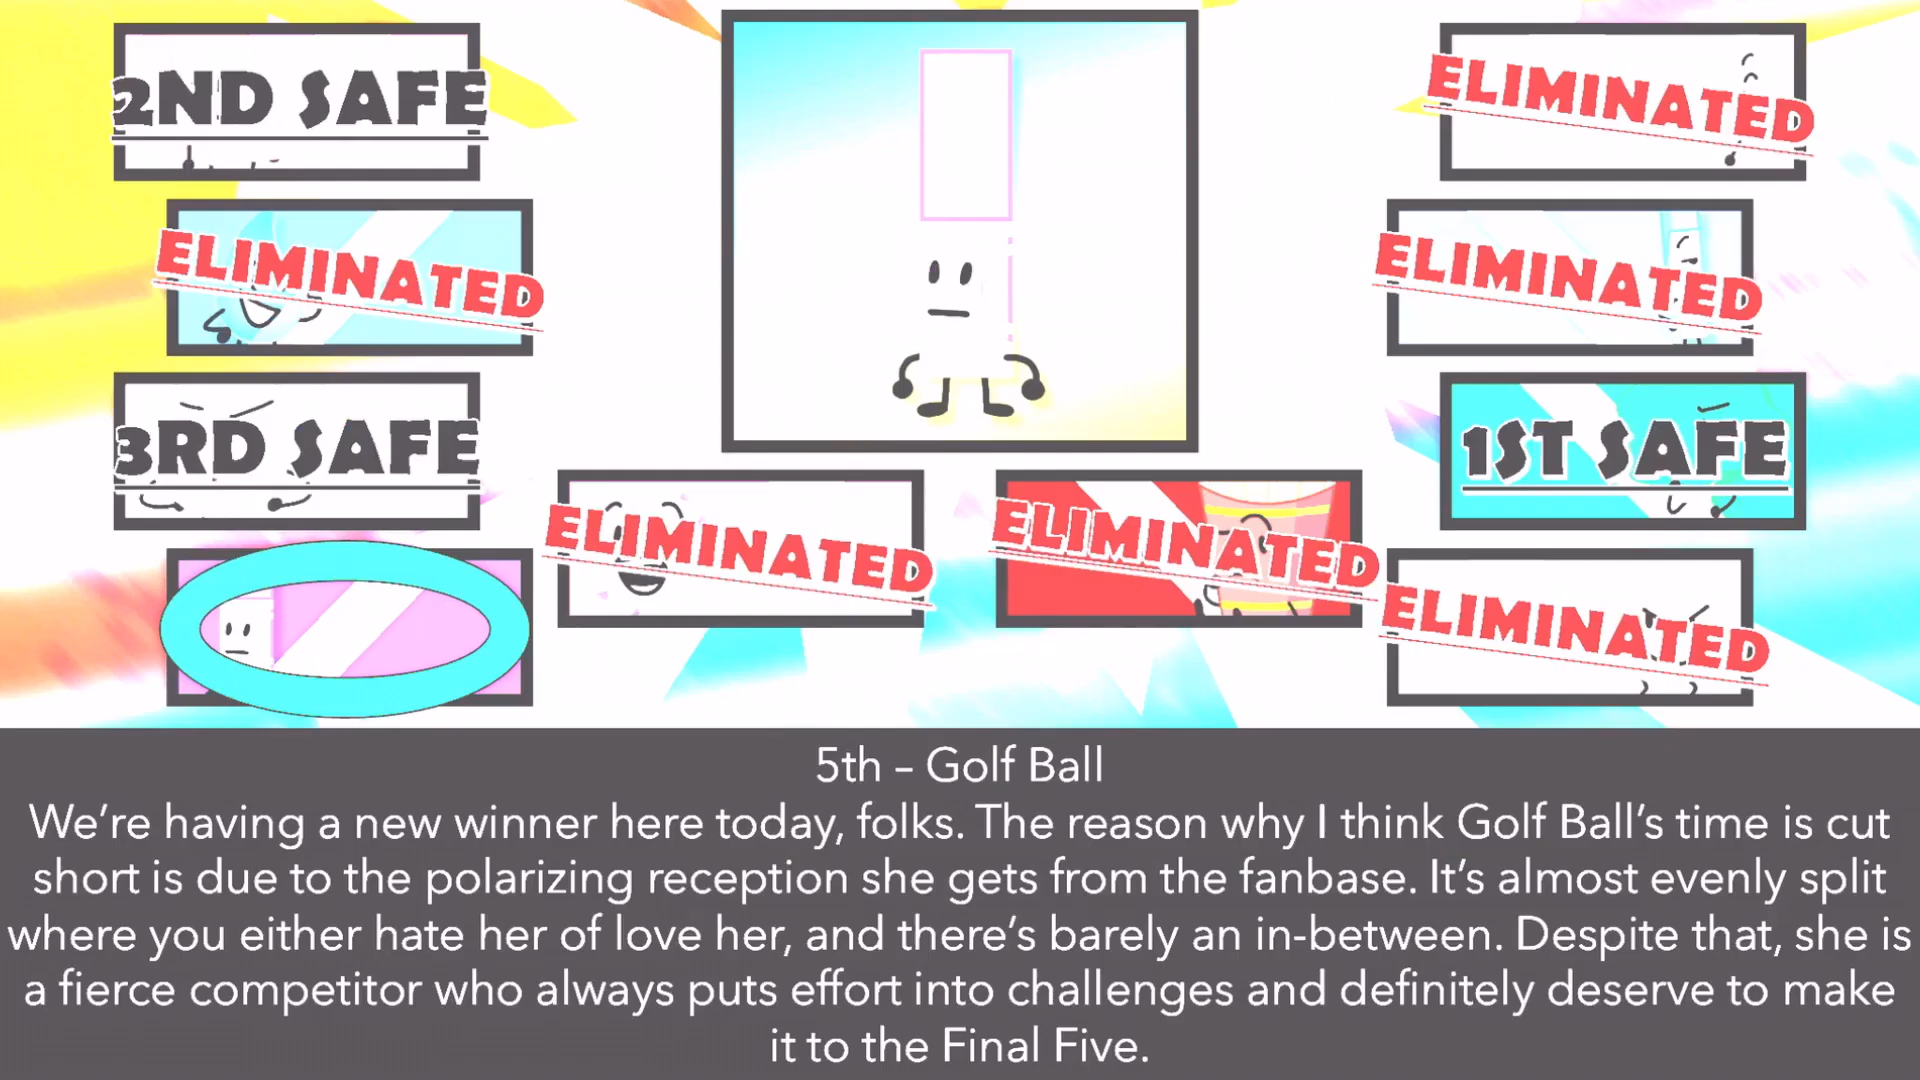 2ND SAFE
ELIMINATED
ELIMINATED
ELIMINATED
3RD SAFE
1ST SAFE
ELIMINATED
ELIMINATED
ELIMINATED
5th – Golf Ball
We’re having a new winner here today, folks. The reason why I think Golf Ball’s time is cut
short is due to the polarizing reception she gets from the fanbase. It’s almost evenly split
where you either hate her of love her, and there’s barely an in-between. Despite that, she is
a fierce competitor who always puts effort into challenges and definitely deserve to make
it to the Final Five.